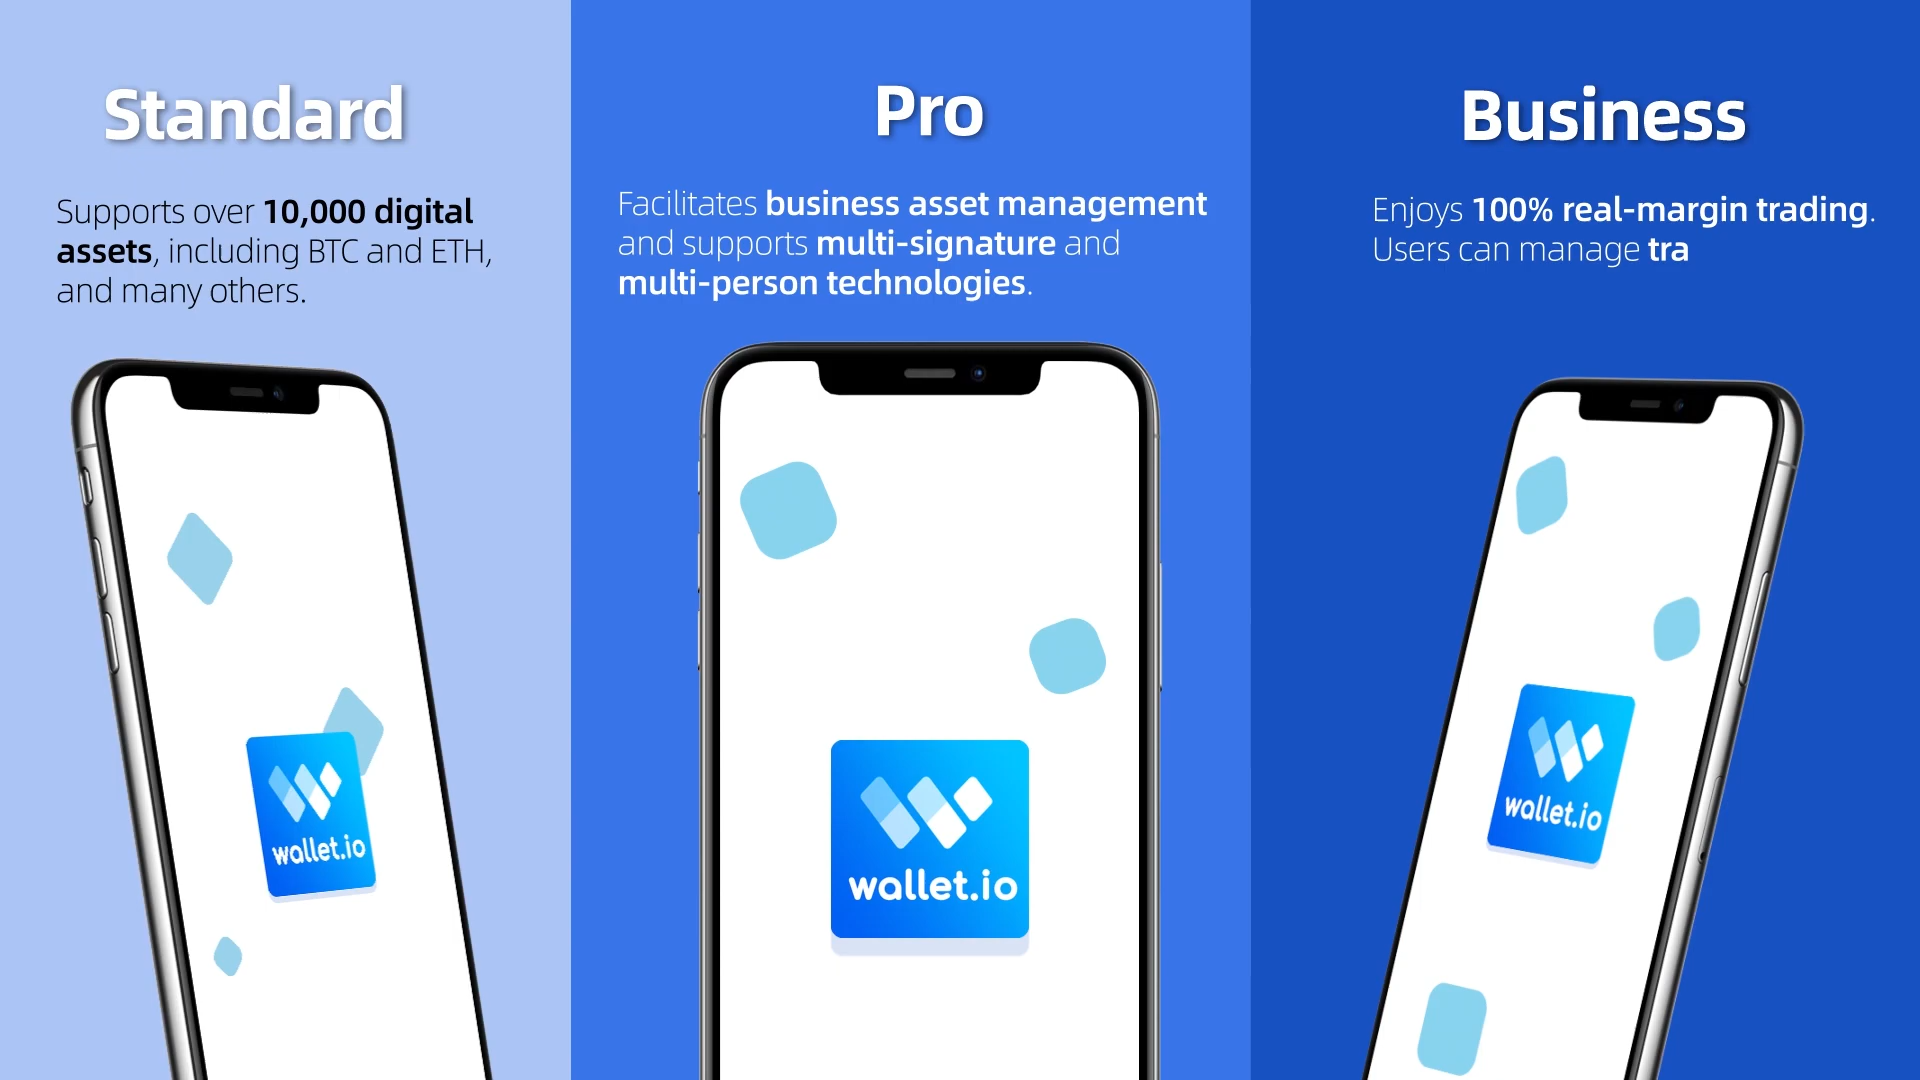 Standard
Supports over 10,000 digital
assets, including BTC and ETH,
and many others.
Pro
Facilitates business asset management
and supports multi-signature and
multi-person technologies.
Business
Enjoys 100% real-margin trading.
Users can manage tra
wallet.io
wallet.io
wallet.io